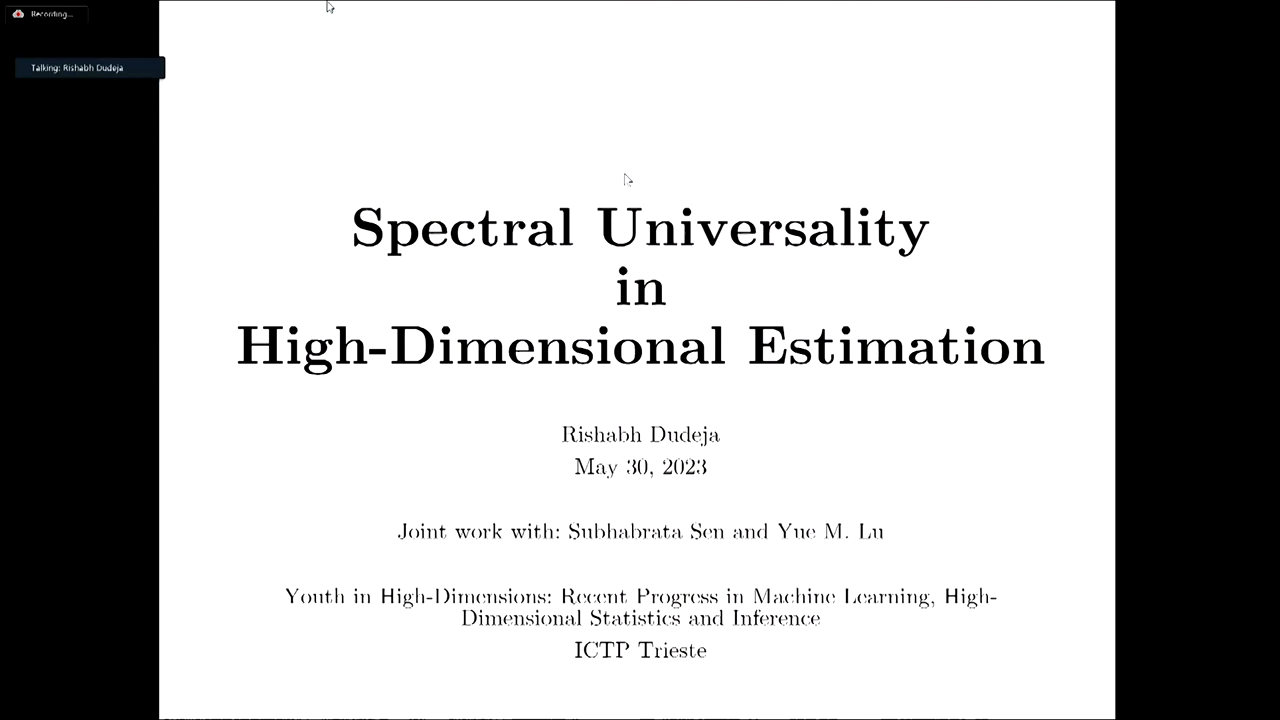 Recording...
Talking: Rishabh Dudeja
Spectral Universality
in
High-Dimensional Estimation
Rishabh Dudeja
May 30, 2023
Joint work with: Subhabrata Sen and Yue M. Lu
Youth in High-Dimensions: Recent Progress in Machine Learning, High-
Dimensional Statistics and Inference
ICTP Trieste